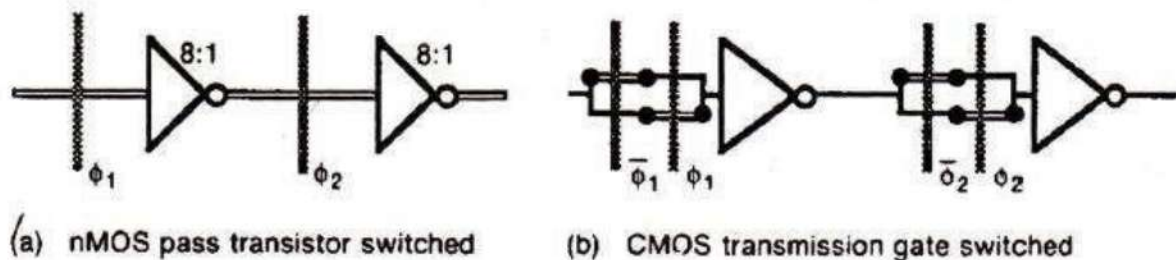 8:1 8:1
ϕ1 ϕ2
ϕ̄1 ϕ1 ϕ̄2 ϕ2
(a) nMOS pass transistor switched
(b) CMOS transmission gate switched